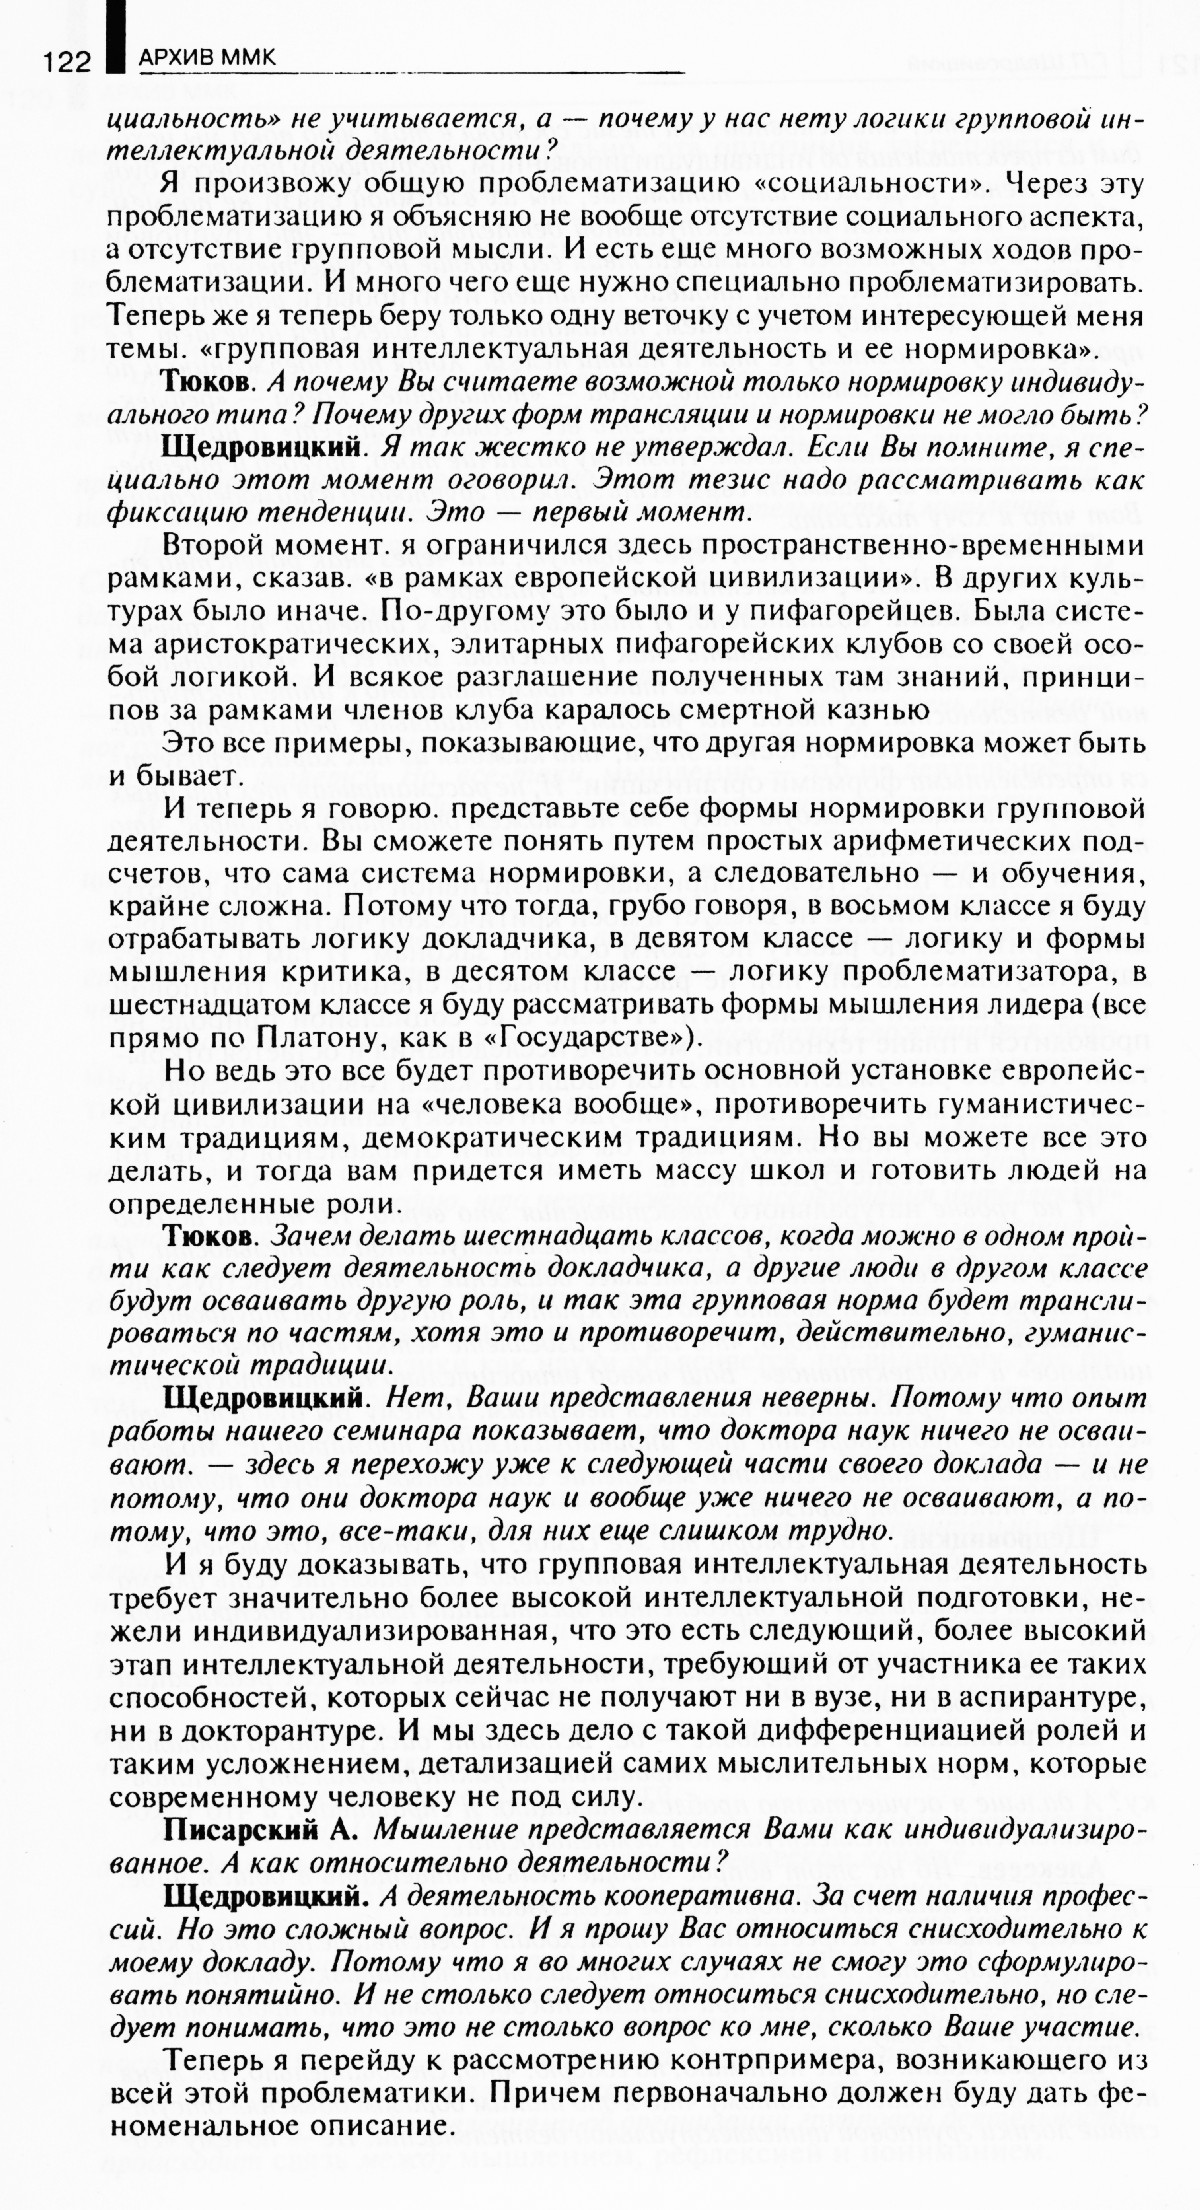 122 АРХИВ ММК
циальность» не учитывается, а — почему у нас нету логики групповой ин-
теллектуальной деятельности?
Я произвожу общую проблематизацию «социальности». Через эту
проблематизацию я объясняю не вообще отсутствие социального аспекта,
а отсутствие групповой мысли. И есть еще много возможных ходов про-
блематизации. И много чего еще нужно специально проблематизировать.
Теперь же я теперь беру только одну веточку с учетом интересующей меня
темы. «групповая интеллектуальная деятельность и ее нормировка».
Тюков. А почему Вы считаете возможной только нормировку индивиду-
ального типа? Почему других форм трансляции и нормировки не могло быть?
Щедровицкий. Я так жестко не утверждал. Если Вы помните, я спе-
циально этот момент оговорил. Этот тезис надо рассматривать как
фиксацию тенденции. Это — первый момент.
Второй момент. я ограничился здесь пространственно-временными
рамками, сказав. «в рамках европейской цивилизации». В других куль-
турах было иначе. По-другому это было и у пифагорейцев. Была систе-
ма аристократических, элитарных пифагорейских клубов со своей осо-
бой логикой. И всякое разглашение полученных там знаний, принци-
пов за рамками членов клуба каралось смертной казнью
Это все примеры, показывающие, что другая нормировка может быть
и бывает.
И теперь я говорю. представьте себе формы нормировки групповой
деятельности. Вы сможете понять путем простых арифметических под-
счетов, что сама система нормировки, а следовательно — и обучения,
крайне сложна. Потому что тогда, грубо говоря, в восьмом классе я буду
отрабатывать логику докладчика, в девятом классе — логику и формы
мышления критика, в десятом классе — логику проблематизатора, в
шестнадцатом классе я буду рассматривать формы мышления лидера (все
прямо по Платону, как в «Государстве»).
Но ведь это все будет противоречить основной установке европейс-
кой цивилизации на «человека вообще», противоречить гуманистичес-
ким традициям, демократическим традициям. Но вы можете все это
делать, и тогда вам придется иметь массу школ и готовить людей на
определенные роли.
Тюков. Зачем делать шестнадцать классов, когда можно в одном прой-
ти как следует деятельность докладчика, а другие люди в другом классе
будут осваивать другую роль, и так эта групповая норма будет трансли-
роваться по частям, хотя это и противоречит, действительно, гуманис-
тической традиции.
Щедровицкий. Нет, Ваши представления неверны. Потому что опыт
работы нашего семинара показывает, что доктора наук ничего не осваи-
вают. — здесь я перехожу уже к следующей части своего доклада — и не
потому, что они доктора наук и вообще уже ничего не осваивают, а по-
тому, что это, все-таки, для них еще слишком трудно.
И я буду доказывать, что групповая интеллектуальная деятельность
требует значительно более высокой интеллектуальной подготовки, не-
жели индивидуализированная, что это есть следующий, более высокий
этап интеллектуальной деятельности, требующий от участника ее таких
способностей, которых сейчас не получают ни в вузе, ни в аспирантуре,
ни в докторантуре. И мы здесь дело с такой дифференциацией ролей и
таким усложнением, детализацией самих мыслительных норм, которые
современному человеку не под силу.
Писарский А. Мышление представляется Вами как индивидуализиро-
ванное. А как относительно деятельности?
Щедровицкий. А деятельность кооперативна. За счет наличия профес-
сий. Но это сложный вопрос. И я прошу Вас относиться снисходительно к
моему докладу. Потому что я во многих случаях не смогу это сформулиро-
вать понятийно. И не столько следует относиться снисходительно, но сле-
дует понимать, что это не столько вопрос ко мне, сколько Ваше участие.
Теперь я перейду к рассмотрению контрпримера, возникающего из
всей этой проблематики. Причем первоначально должен буду дать фе-
номенальное описание.